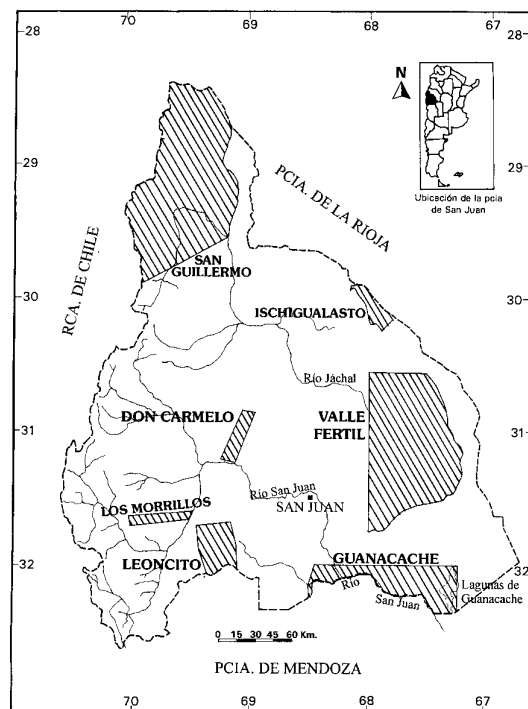 70 69 68 67
28 28
N
Ubicación de la pcia
de San Juan
29 29
PCIA. DE LA RIOJA
RCA. DE CHILE
SAN
GUILLERMO
30 30
ISCHIGUALASTO
Río Jáchal
DON CARMELO
VALLE
FERTIL
31 31
Río San Juan
SAN JUAN
LOS MORRILLOS
LEONCITO
GUANACACHE
32 32
Río San Juan
Lagunas de
Guanacache
0 15 30 45 60 Km.
PCIA. DE MENDOZA
70 69 68 67